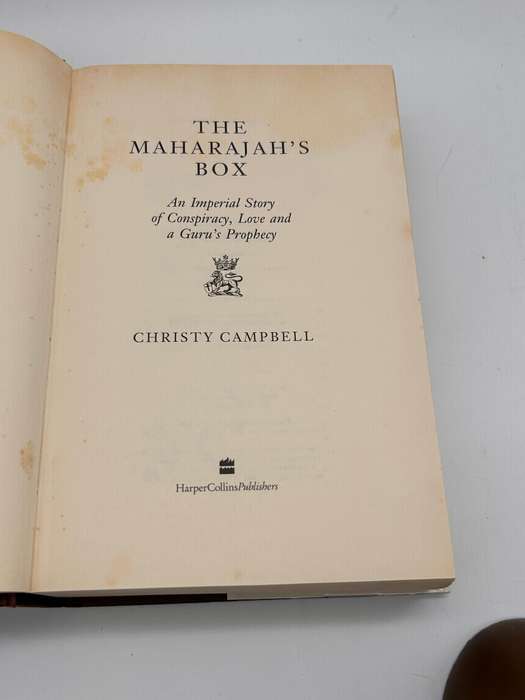 THE
MAHARAJAH'S
BOX
An Imperial Story
of Conspiracy, Love and
a Guru's Prophecy
CHRISTY CAMPBELL
HarperCollinsPublishers